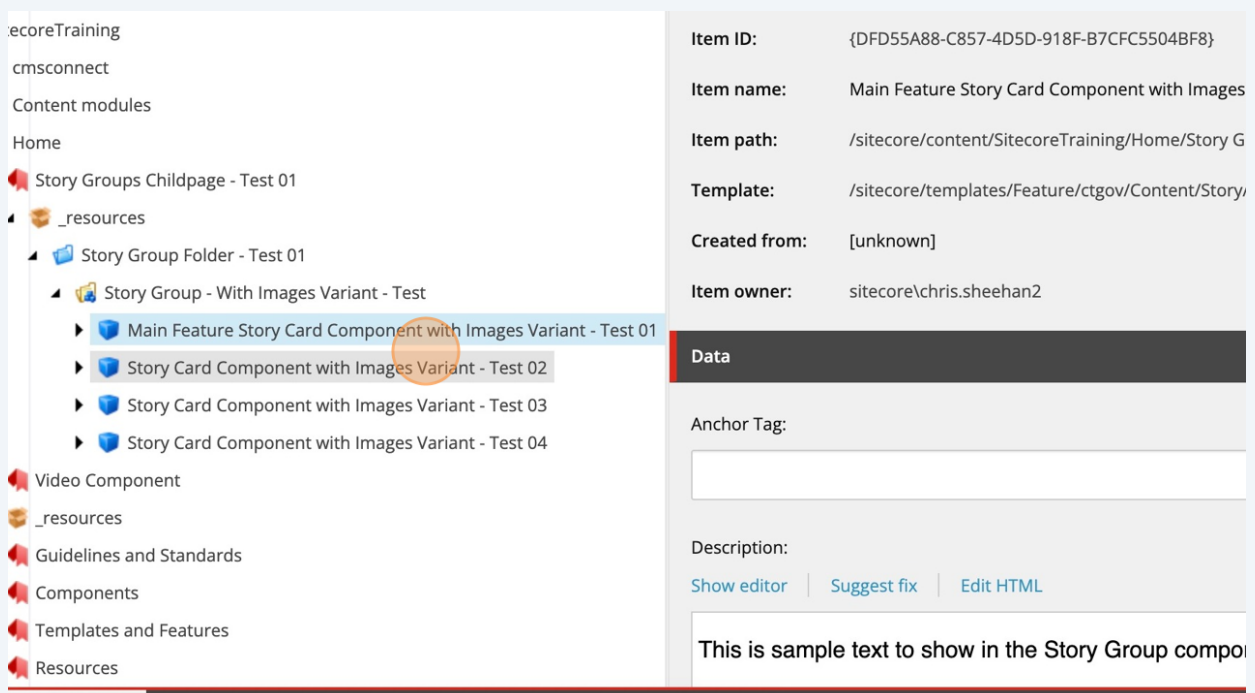 ecoreTraining
cmsconnect
Content modules
Home
Story Groups Childpage - Test 01
_resources
Story Group Folder - Test 01
Story Group - With Images Variant - Test
Main Feature Story Card Component with Images Variant - Test 01
Story Card Component with Images Variant - Test 02
Story Card Component with Images Variant - Test 03
Story Card Component with Images Variant - Test 04
Video Component
_resources
Guidelines and Standards
Components
Templates and Features
Resources
Item ID: {DFD55A88-C857-4D5D-918F-B7CFC5504BF8}
Item name: Main Feature Story Card Component with Images
Item path: /sitecore/content/SitecoreTraining/Home/Story G
Template: /sitecore/templates/Feature/ctgov/Content/Story/
Created from: [unknown]
Item owner: sitecore\chris.sheehan2
Data
Anchor Tag:
Description:
Show editor Suggest fix Edit HTML
This is sample text to show in the Story Group compo